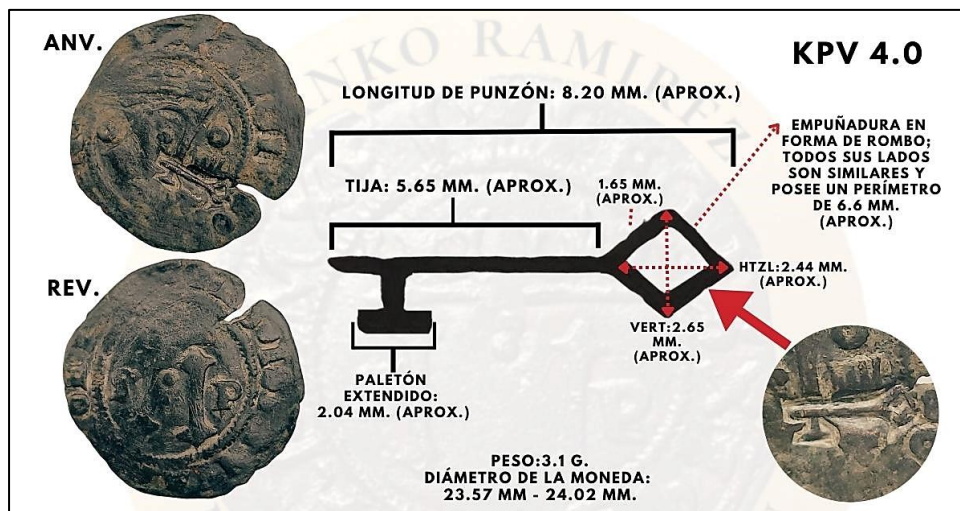 ANV.
KPV 4.0
NKO RAMIREZ
LONGITUD DE PUNZÓN: 8.20 MM. (APROX.)
EMPUÑADURA EN
FORMA DE ROMBO;
TODOS SUS LADOS
SON SIMILARES Y
POSEE UN PERÍMETRO
DE 6.6 MM.
(APROX.)
TIJA: 5.65 MM. (APROX.)
1.65 MM.
(APROX.)
REV.
HTZL:2.44 MM.
(APROX.)
VERT:2.65
MM.
(APROX.)
PALETÓN
EXTENDIDO:
2.04 MM. (APROX.)
PESO:3.1 G.
DIÁMETRO DE LA MONEDA:
23.57 MM - 24.02 MM.